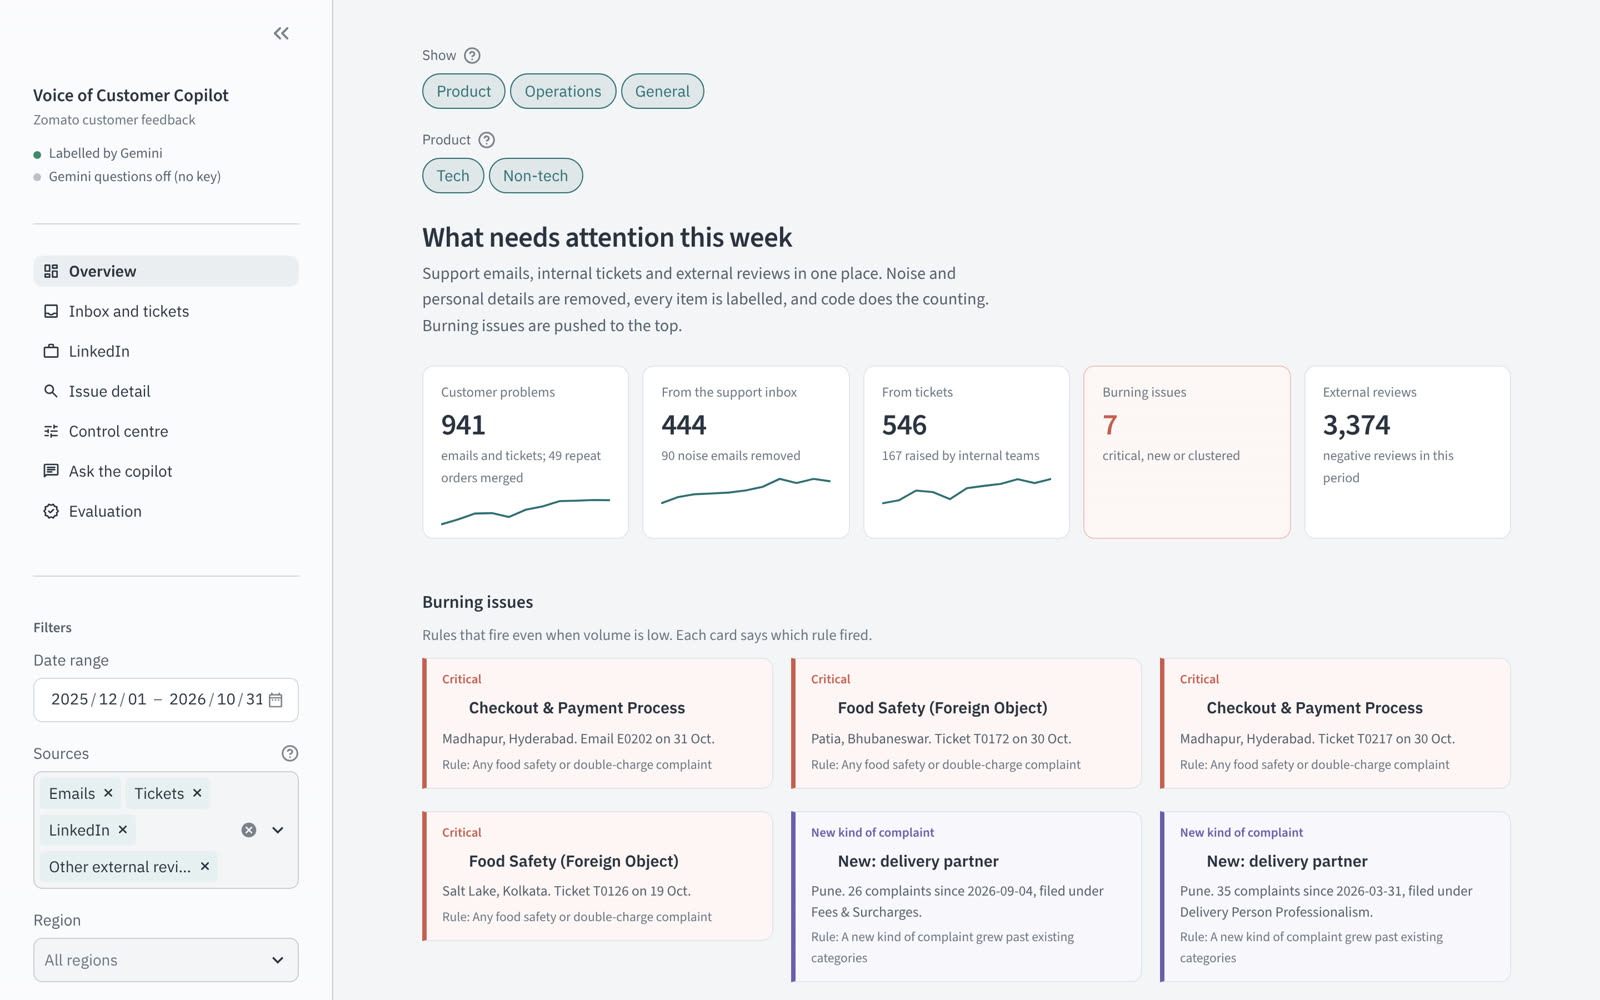 Voice of Customer Copilot
Zomato customer feedback
Labelled by Gemini
Gemini questions off (no key)
Overview
Inbox and tickets
LinkedIn
Issue detail
Control centre
Ask the copilot
Evaluation
Filters
Date range
2025/12/01 – 2026/10/31
Sources
Emails
Tickets
LinkedIn
Other external revi...
Region
All regions
Show
Product
Operations
General
Product
Tech
Non-tech
What needs attention this week
Support emails, internal tickets and external reviews in one place. Noise and
personal details are removed, every item is labelled, and code does the counting.
Burning issues are pushed to the top.
Customer problems
941
emails and tickets; 49 repeat
orders merged
From the support inbox
444
90 noise emails removed
From tickets
546
167 raised by internal teams
Burning issues
7
critical, new or clustered
External reviews
3,374
negative reviews in this
period
Burning issues
Rules that fire even when volume is low. Each card says which rule fired.
Critical
Checkout & Payment Process
Madhapur, Hyderabad. Email E0202 on 31 Oct.
Rule: Any food safety or double-charge complaint
Critical
Food Safety (Foreign Object)
Patia, Bhubaneswar. Ticket T0172 on 30 Oct.
Rule: Any food safety or double-charge complaint
Critical
Checkout & Payment Process
Madhapur, Hyderabad. Ticket T0217 on 30 Oct.
Rule: Any food safety or double-charge complaint
Critical
Food Safety (Foreign Object)
Salt Lake, Kolkata. Ticket T0126 on 19 Oct.
Rule: Any food safety or double-charge complaint
New kind of complaint
New: delivery partner
Pune. 26 complaints since 2026-09-04, filed under
Fees & Surcharges.
Rule: A new kind of complaint grew past existing
categories
New kind of complaint
New: delivery partner
Pune. 35 complaints since 2026-03-31, filed under
Delivery Person Professionalism.
Rule: A new kind of complaint grew past existing
categories